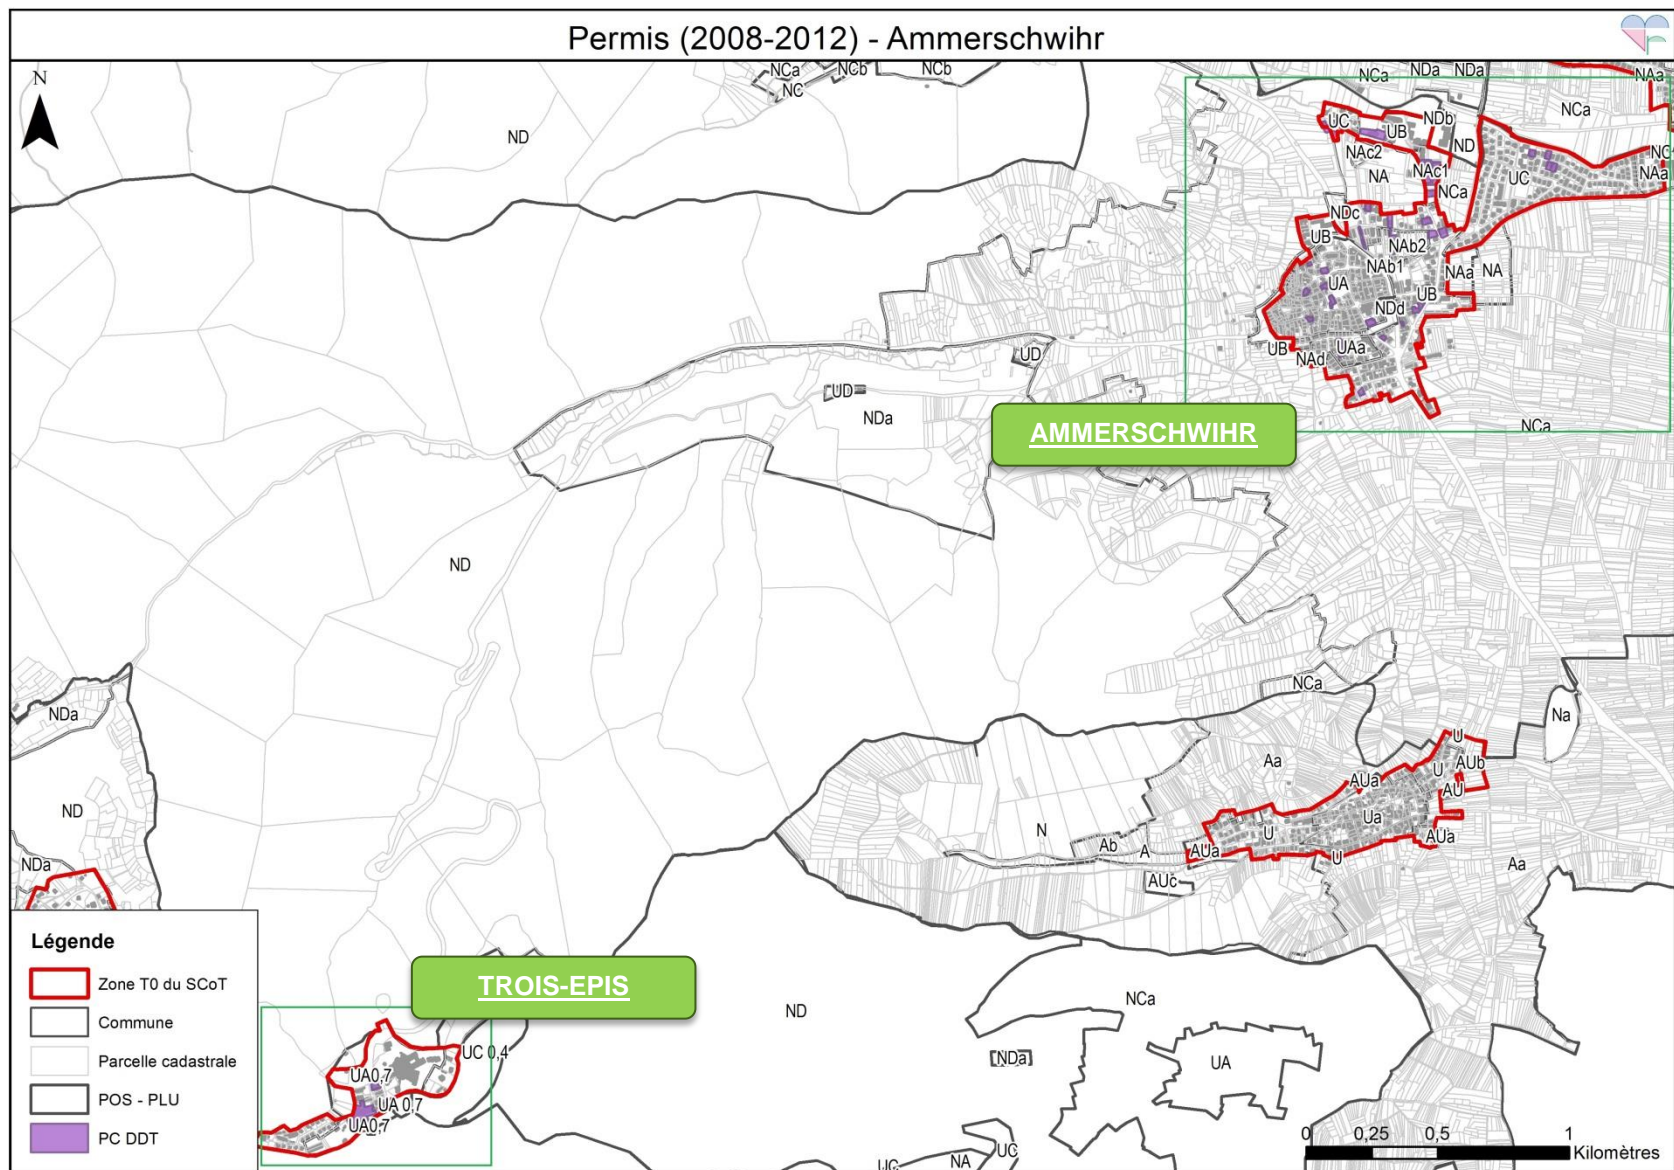 Permis (2008-2012) - Ammerschwihr
N
NCa
NCb
NCb
NC
ND
NCa
NDa
NDa
NAa
NCa
UC
UB
NDb
ND
NAc2
NA
NAc1
NCa
UC
NC
NAa
NDc
UB
NAb2
NAb1
NAa
NA
UA
UB
NDd
UB
NAd
UAa
UD
UD
NDa
NCa
AMMERSCHWIHR
ND
NCa
NDa
Na
Aa
U
AUb
U
AUa
AU
ND
N
Ab
A
U
Ua
AUa
AUa
U
Aa
NDa
AUc
Légende
Zone T0 du SCoT
Commune
Parcelle cadastrale
POS - PLU
PC DDT
TROIS-EPIS
ND
NCa
NDa
UA
UC 0,4
UA0,7
UA 0,7
UA0,7
UC
NA
UC
0 0,25 0,5 1
Kilomètres